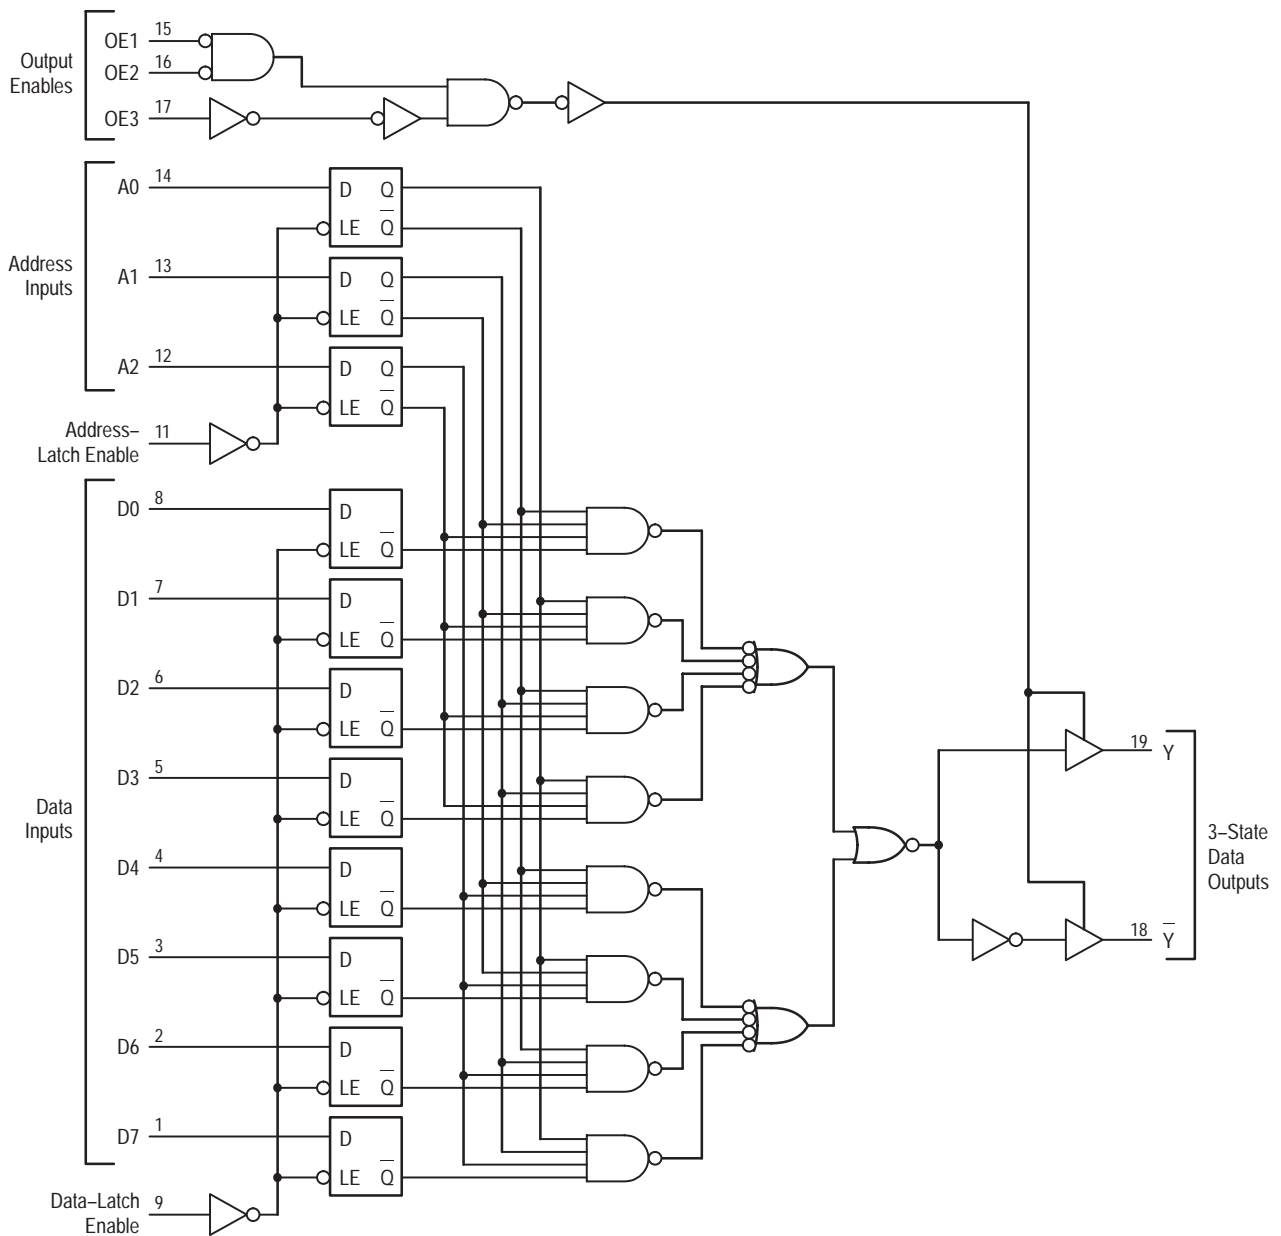 Output
Enables
OE1 15
OE2 16
OE3 17
Address
Inputs
A0 14
A1 13
A2 12
D Q
LE Q̅
D Q
LE Q̅
D Q
LE Q̅
Address–
Latch Enable
11
Data
Inputs
D0 8
D
LE Q̅
D1 7
D
LE Q̅
D2 6
D
LE Q̅
D3 5
D
LE Q̅
D4 4
D
LE Q̅
D5 3
D
LE Q̅
D6 2
D
LE Q̅
D7 1
D
LE Q̅
Data–Latch
Enable
9
19 Y
18 Y̅
3–State
Data
Outputs